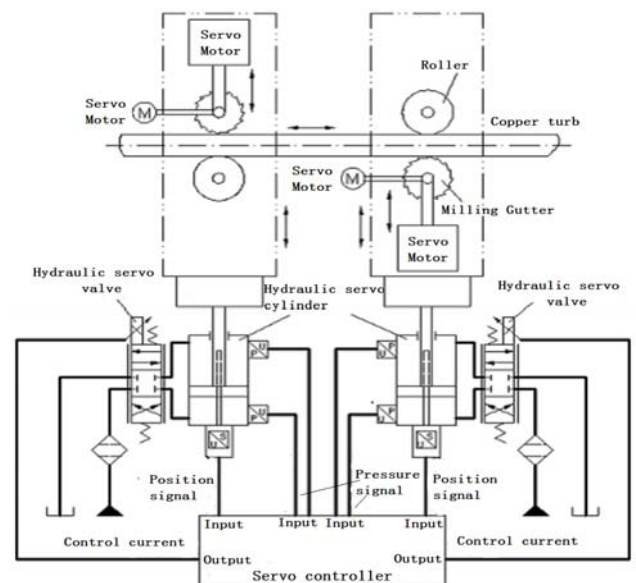 Servo
Motor
Roller
Servo
Motor
M
Copper turb
Servo
Motor
M
Milling Gutter
Servo
Motor
Hydraulic servo
valve
Hydraulic servo
cylinder
Hydraulic servo
valve
U
P
U
P
U
P
U
P
U
S
U
S
Position
signal
Pressure
signal
Position
signal
Input
Input
Input
Input
Control current
Output
Output
Control current
Servo controller